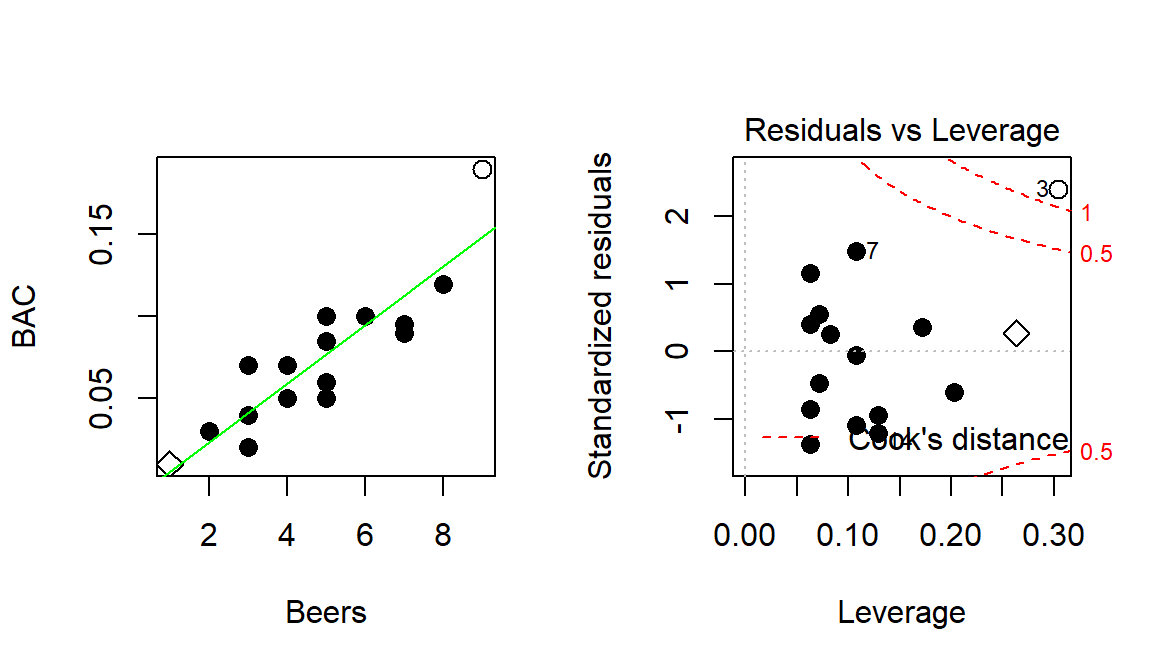 BAC
0.15
0.05
2 4 6 8
Beers
Residuals vs Leverage
Standardized residuals
2
1
0
-1
3
7
14
1
0.5
0.5
Cook's distance
0.00 0.10 0.20 0.30
Leverage